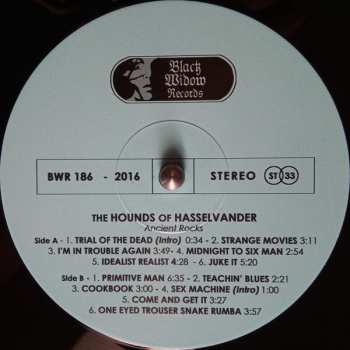 Black
Widow
Records
BWR 186 - 2016 STEREO ST 33
THE HOUNDS OF HASSELVANDER
Ancient Rocks
Side A - 1. TRIAL OF THE DEAD (Intro) 0:34 - 2. STRANGE MOVIES 3:11
3. I'M IN TROUBLE AGAIN 3:49- 4. MIDNIGHT TO SIX MAN 2:54
5. IDEALIST REALIST 4:28 - 6. JUKE IT 5:20
Side B - 1. PRIMITIVE MAN 6:35 - 2. TEACHIN' BLUES 2:21
3. COOKBOOK 3:00 - 4. SEX MACHINE (Intro) 1:00
5. COME AND GET IT 3:27
6. ONE EYED TROUSER SNAKE RUMBA 3:57